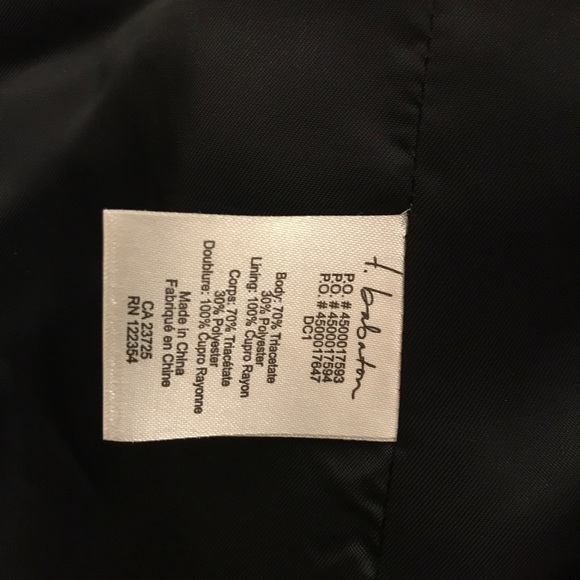 t. babaton
P.O. # 4500017593
P.O. # 4500017594
P.O. # 4500017647
DC1
Body: 70% Triacetate
30% Polyester
Lining: 100% Cupro Rayon
Corps: 70% Triacétate
30% Polyester
Doublure: 100% Cupro Rayonne
Made in China
Fabriqué en Chine
CA 23725
RN 122354